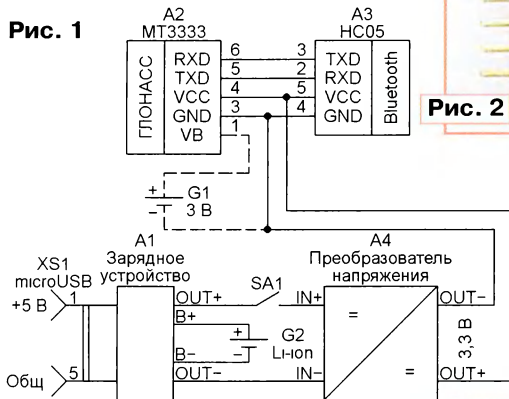 Рис. 1
A2
MT3333
A3
HC05
ГЛОНАСС
RXD
TXD
VCC
GND
VB
6
5
4
3
1
3
2
5
4
TXD
RXD
VCC
GND
Bluetooth
Рис. 2
+
−
G1
3 В
XS1
microUSB
+5 В
1
Общ
5
A1
Зарядное
устройство
OUT+
B+
B−
OUT−
+
−
G2
Li-ion
SA1
A4
Преобразователь
напряжения
IN+
IN−
=
=
OUT−
3,3 В
OUT+